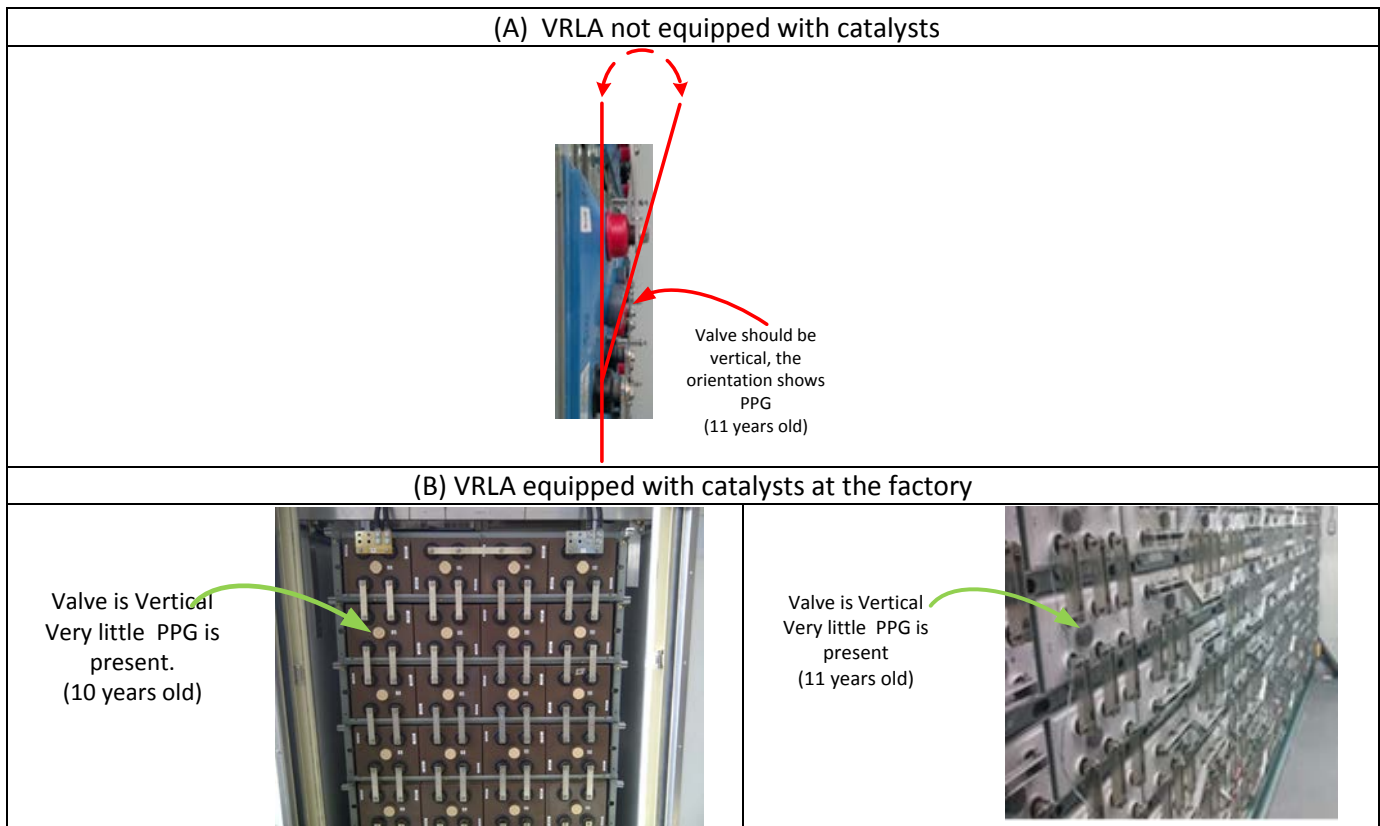 (A) VRLA not equipped with catalysts
Valve should be
vertical, the
orientation shows
PPG
(11 years old)
(B) VRLA equipped with catalysts at the factory
Valve is Vertical
Very little PPG is
present.
(10 years old)
Valve is Vertical
Very little PPG is
present
(11 years old)